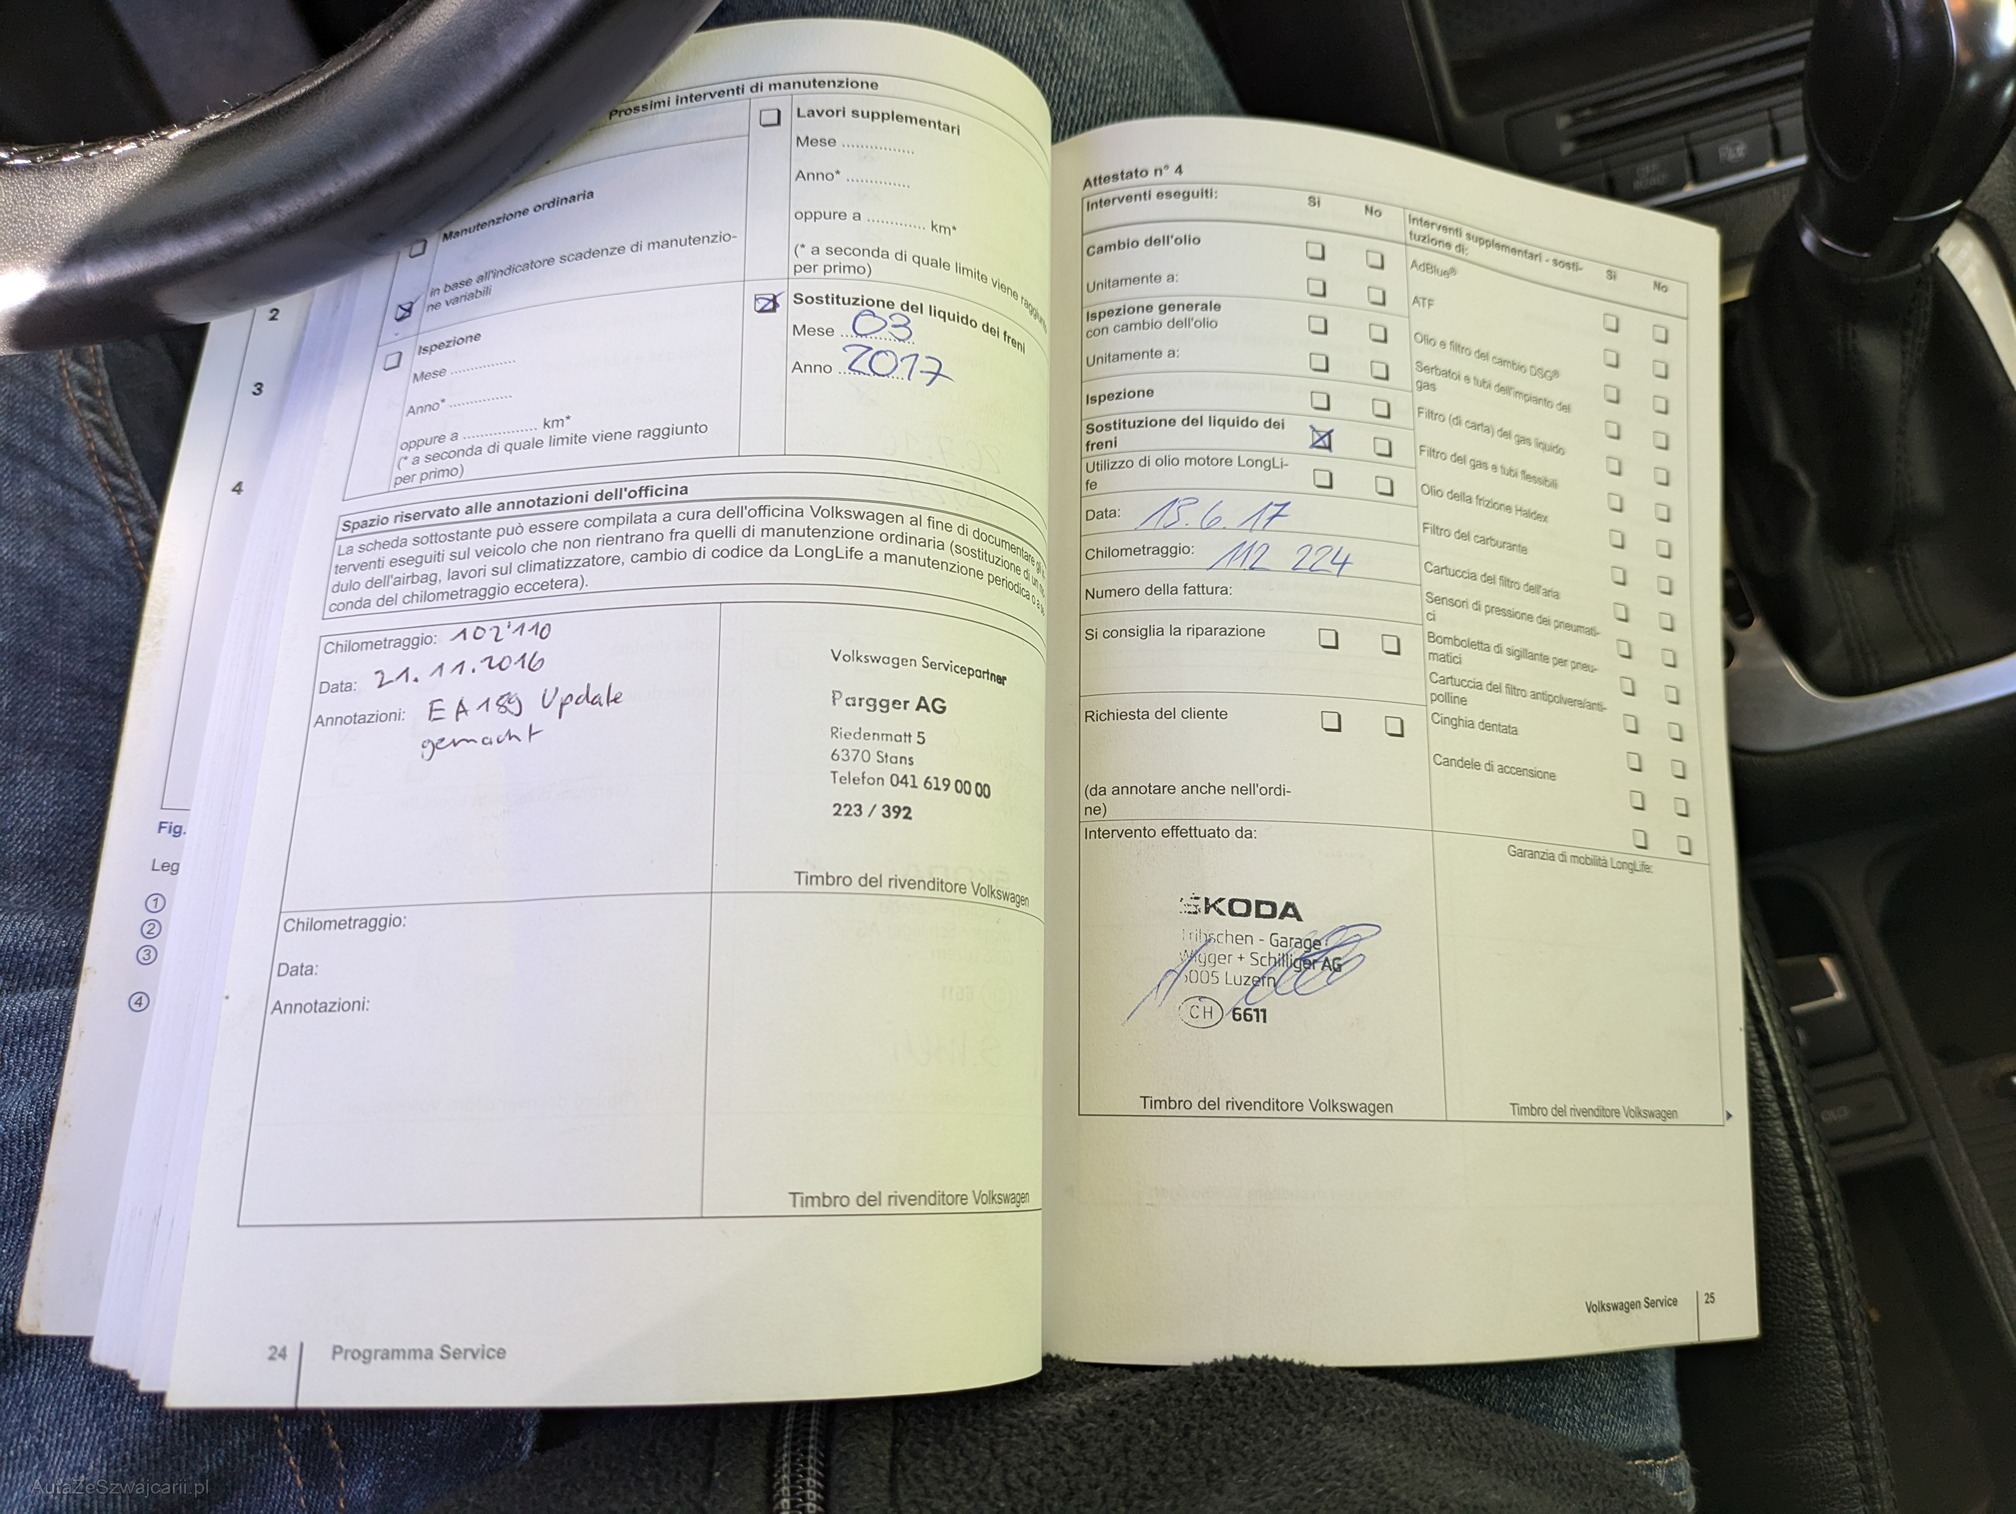 Prossimi interventi di manutenzione
Manutenzione ordinaria
in base all'indicatore scadenze di manutenzio-
ne variabili
Ispezione
Mese ...............
Anno* ...............
oppure a ................. km*
(* a seconda di quale limite viene raggiunto
per primo)
Lavori supplementari
Mese ...............
Anno* ...............
oppure a ............. km*
(* a seconda di quale limite viene raggiunto
per primo)
Sostituzione del liquido dei freni
Mese 03
Anno 2017
2
3
4
Fig.
Leg
1
2
3
4
Spazio riservato alle annotazioni dell'officina
La scheda sottostante può essere compilata a cura dell'officina Volkswagen al fine di documentare gli
terventi eseguiti sul veicolo che non rientrano fra quelli di manutenzione ordinaria (sostituzione di un
dulo dell'airbag, lavori sul climatizzatore, cambio di codice da LongLife a manutenzione periodica o a
conda del chilometraggio eccetera).
Chilometraggio: 102'110
Data: 21.11.2016
Annotazioni: EA189 Update
gemacht
Volkswagen Servicepartner
Pargger AG
Riedenmatt 5
6370 Stans
Telefon 041 619 00 00
223 / 392
Timbro del rivenditore Volkswagen
Chilometraggio:
Data:
Annotazioni:
Timbro del rivenditore Volkswagen
24 Programma Service
Attestato n° 4
Interventi eseguiti: Sì No
Cambio dell'olio
Unitamente a:
Ispezione generale
con cambio dell'olio
Unitamente a:
Ispezione
Sostituzione del liquido dei
freni
Utilizzo di olio motore LongLi-
fe
Data: 13.6.17
Chilometraggio: 112 224
Numero della fattura:
Si consiglia la riparazione
Richiesta del cliente
(da annotare anche nell'ordi-
ne)
Intervento effettuato da:
Interventi supplementari - sosti-
tuzione di: Sì No
AdBlue®
ATF
Olio e filtro del cambio DSG®
Serbatoi e tubi dell'impianto del
gas
Filtro (di carta) del gas liquido
Filtro del gas e tubi flessibili
Olio della frizione Haldex
Filtro del carburante
Cartuccia del filtro dell'aria
Sensori di pressione dei pneumati-
ci
Bomboletta di sigillante per pneu-
matici
Cartuccia del filtro antipolvere/anti-
polline
Cinghia dentata
Candele di accensione
Garanzia di mobilità LongLife:
ŠKODA
Tribschen - Garage
Wigger + Schilliger AG
6005 Luzern
CH 6611
Timbro del rivenditore Volkswagen
Timbro del rivenditore Volkswagen
Volkswagen Service 25
AutaZeSzwajcarii.pl